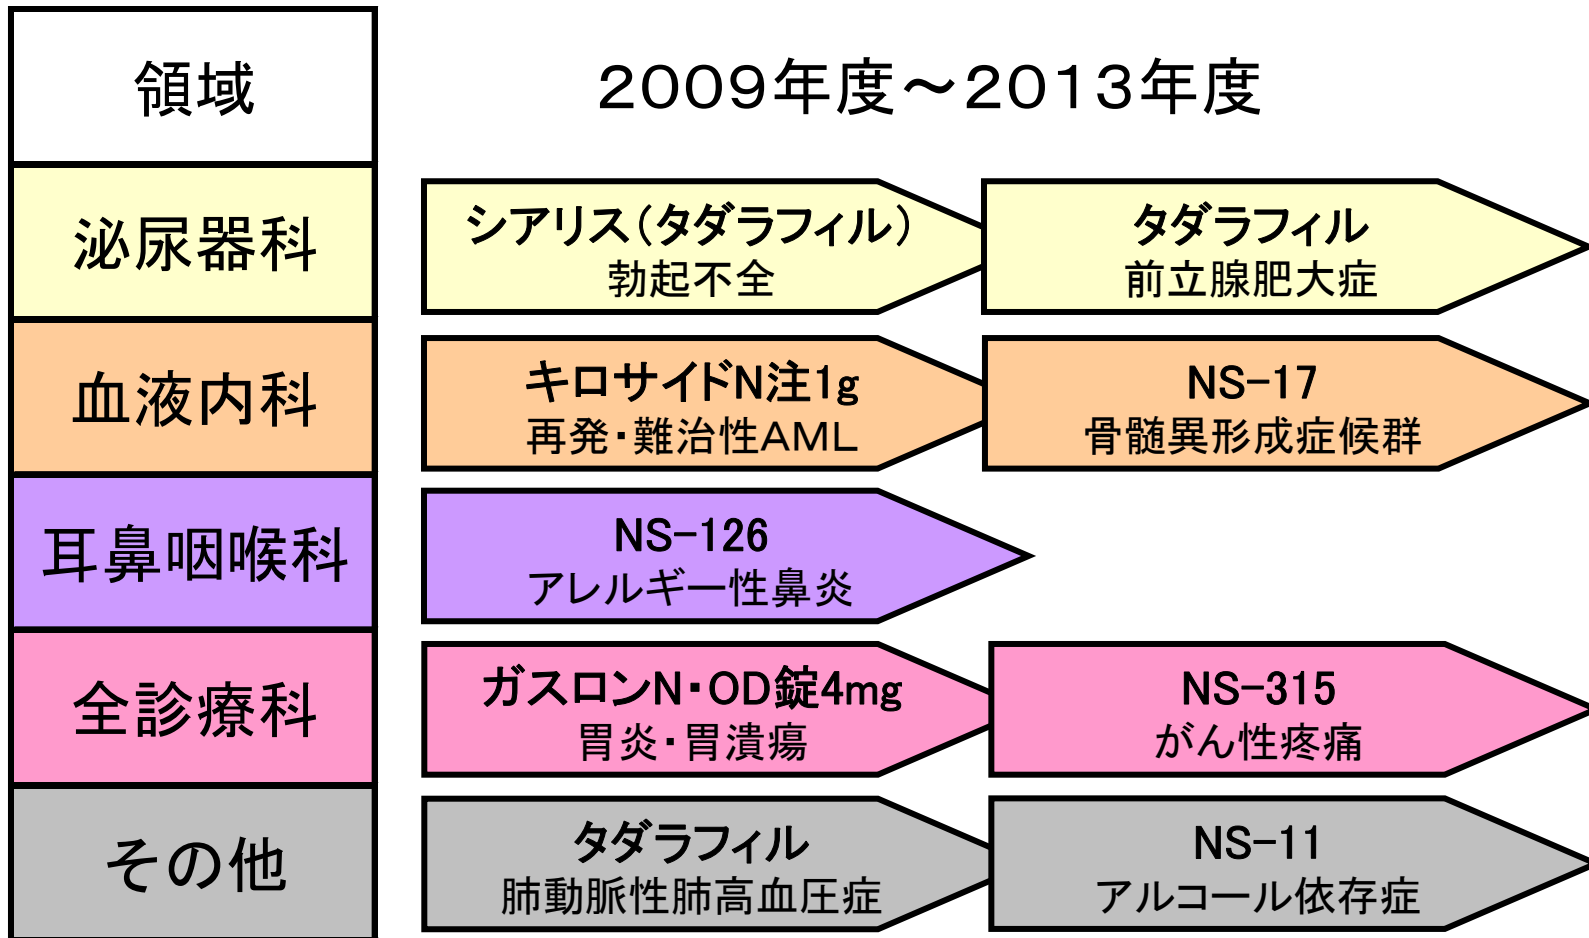 領域
２００９年度～２０１３年度
泌尿器科
シアリス（タダラフィル）
勃起不全
タダラフィル
前立腺肥大症
血液内科
キロサイドN注1g
再発・難治性AML
NS-17
骨髄異形成症候群
耳鼻咽喉科
NS-126
アレルギー性鼻炎
全診療科
ガスロンN・OD錠4mg
胃炎・胃潰瘍
NS-315
がん性疼痛
その他
タダラフィル
肺動脈性肺高血圧症
NS-11
アルコール依存症